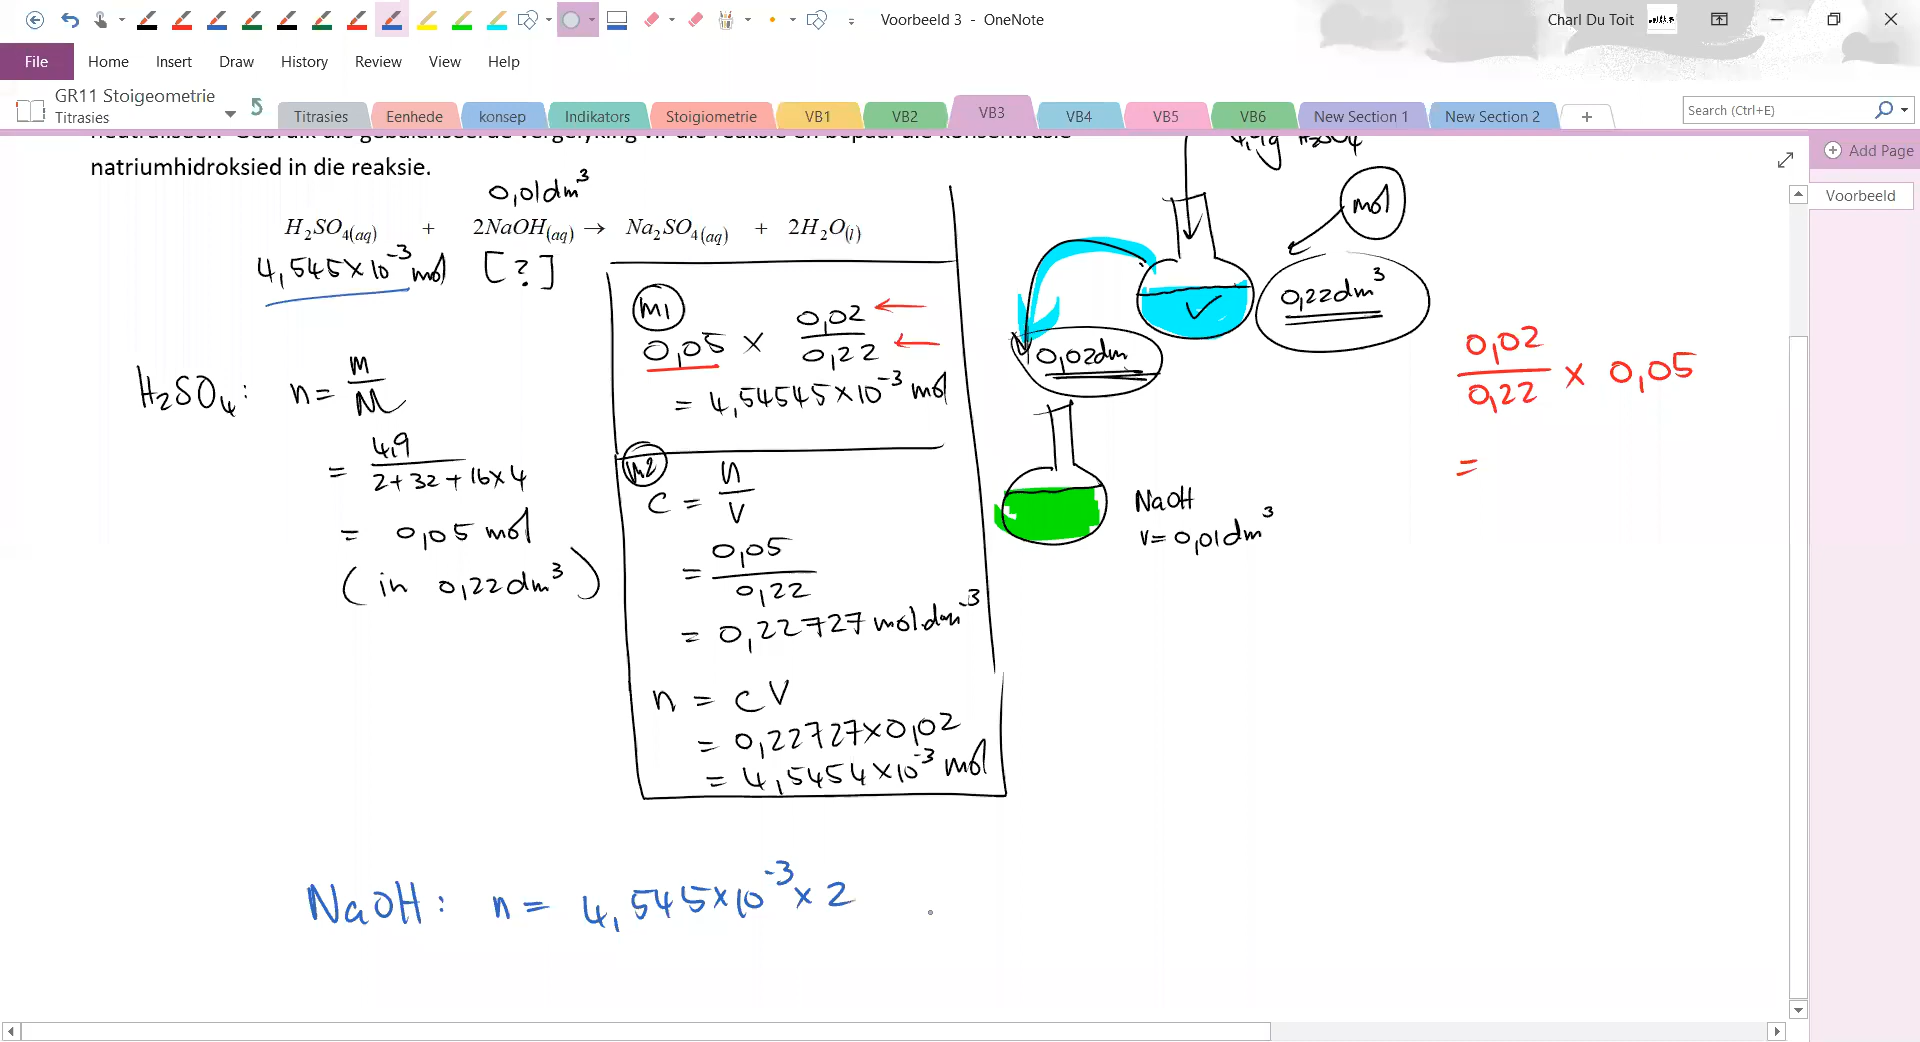 Voorbeeld 3 - OneNote
Charl Du Toit
File Home Insert Draw History Review View Help
GR11 Stoigeometrie
Titrasies
Titrasies Eenhede konsep Indikators Stoigiometrie VB1 VB2 VB3 VB4 VB5 VB6 New Section 1 New Section 2 +
Search (Ctrl+E)
Add Page
Voorbeeld
natriumhidroksied in die reaksie.
0,01dm³
H₂SO₄(aq) + 2NaOH(aq) → Na₂SO₄(aq) + 2H₂O(l)
4,545×10⁻³ mol [?]
H₂SO₄: n = m/M
= 4,9/(2+32+16×4)
= 0,05 mol
(in 0,22dm³)
m1
0,05 × 0,02/0,22
= 4,54545×10⁻³ mol
m2
c = n/V
= 0,05/0,22
= 0,22727 mol.dm⁻³
n = cV
= 0,22727×0,02
= 4,5454×10⁻³ mol
4,9g H₂SO₄
mol
0,22dm³
0,02dm
NaOH
V= 0,01dm³
0,02/0,22 × 0,05
=
NaOH: n = 4,545×10⁻³ × 2